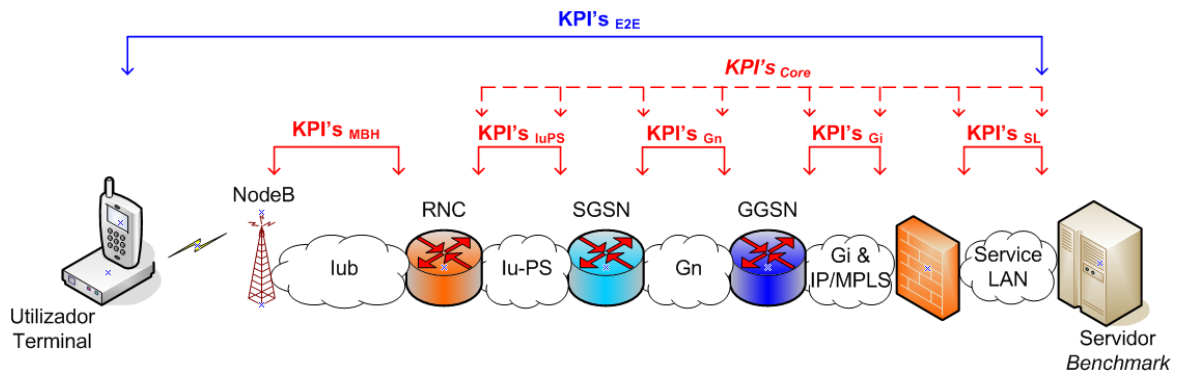 KPI's E2E
KPI's Core
KPI's MBH
KPI's IuPS
KPI's Gn
KPI's Gi
KPI's SL
NodeB
RNC
SGSN
GGSN
Iub
Iu-PS
Gn
Gi &
IP/MPLS
Service
LAN
Utilizador
Terminal
Servidor
Benchmark